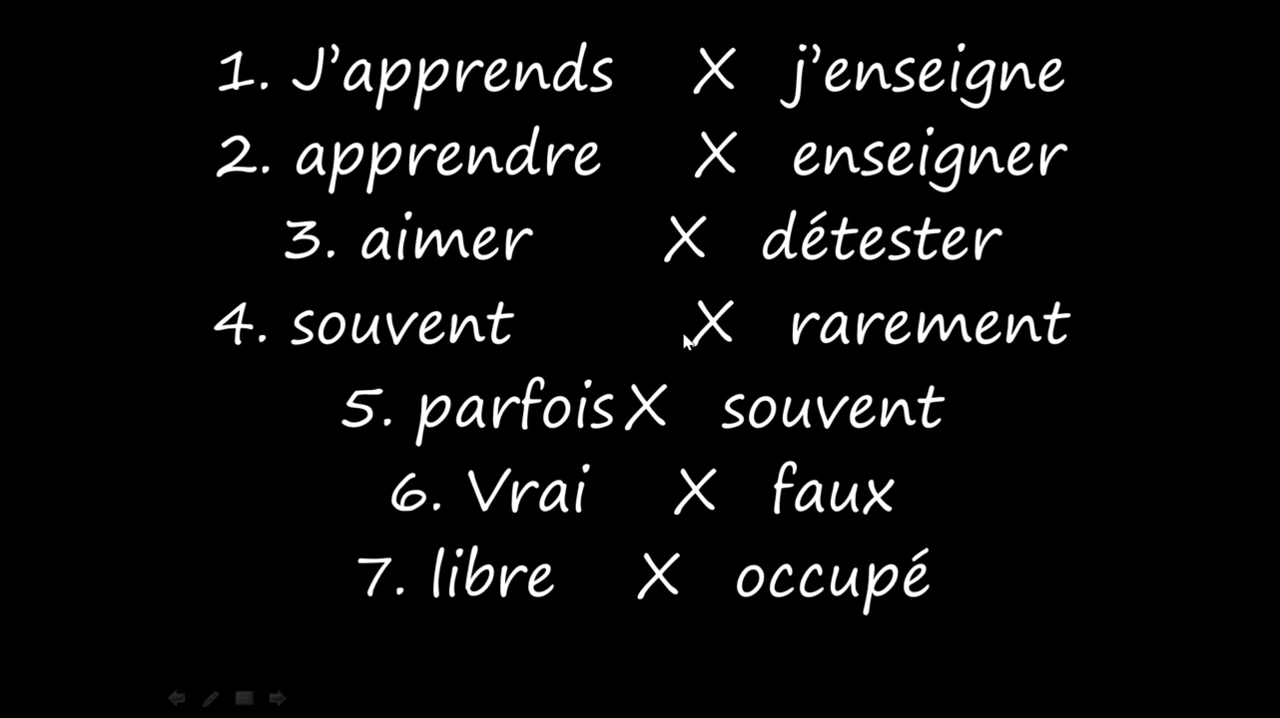 1. J’apprends X j’enseigne
2. apprendre X enseigner
3. aimer X détester
4. souvent X rarement
5. parfois X souvent
6. Vrai X faux
7. libre X occupé